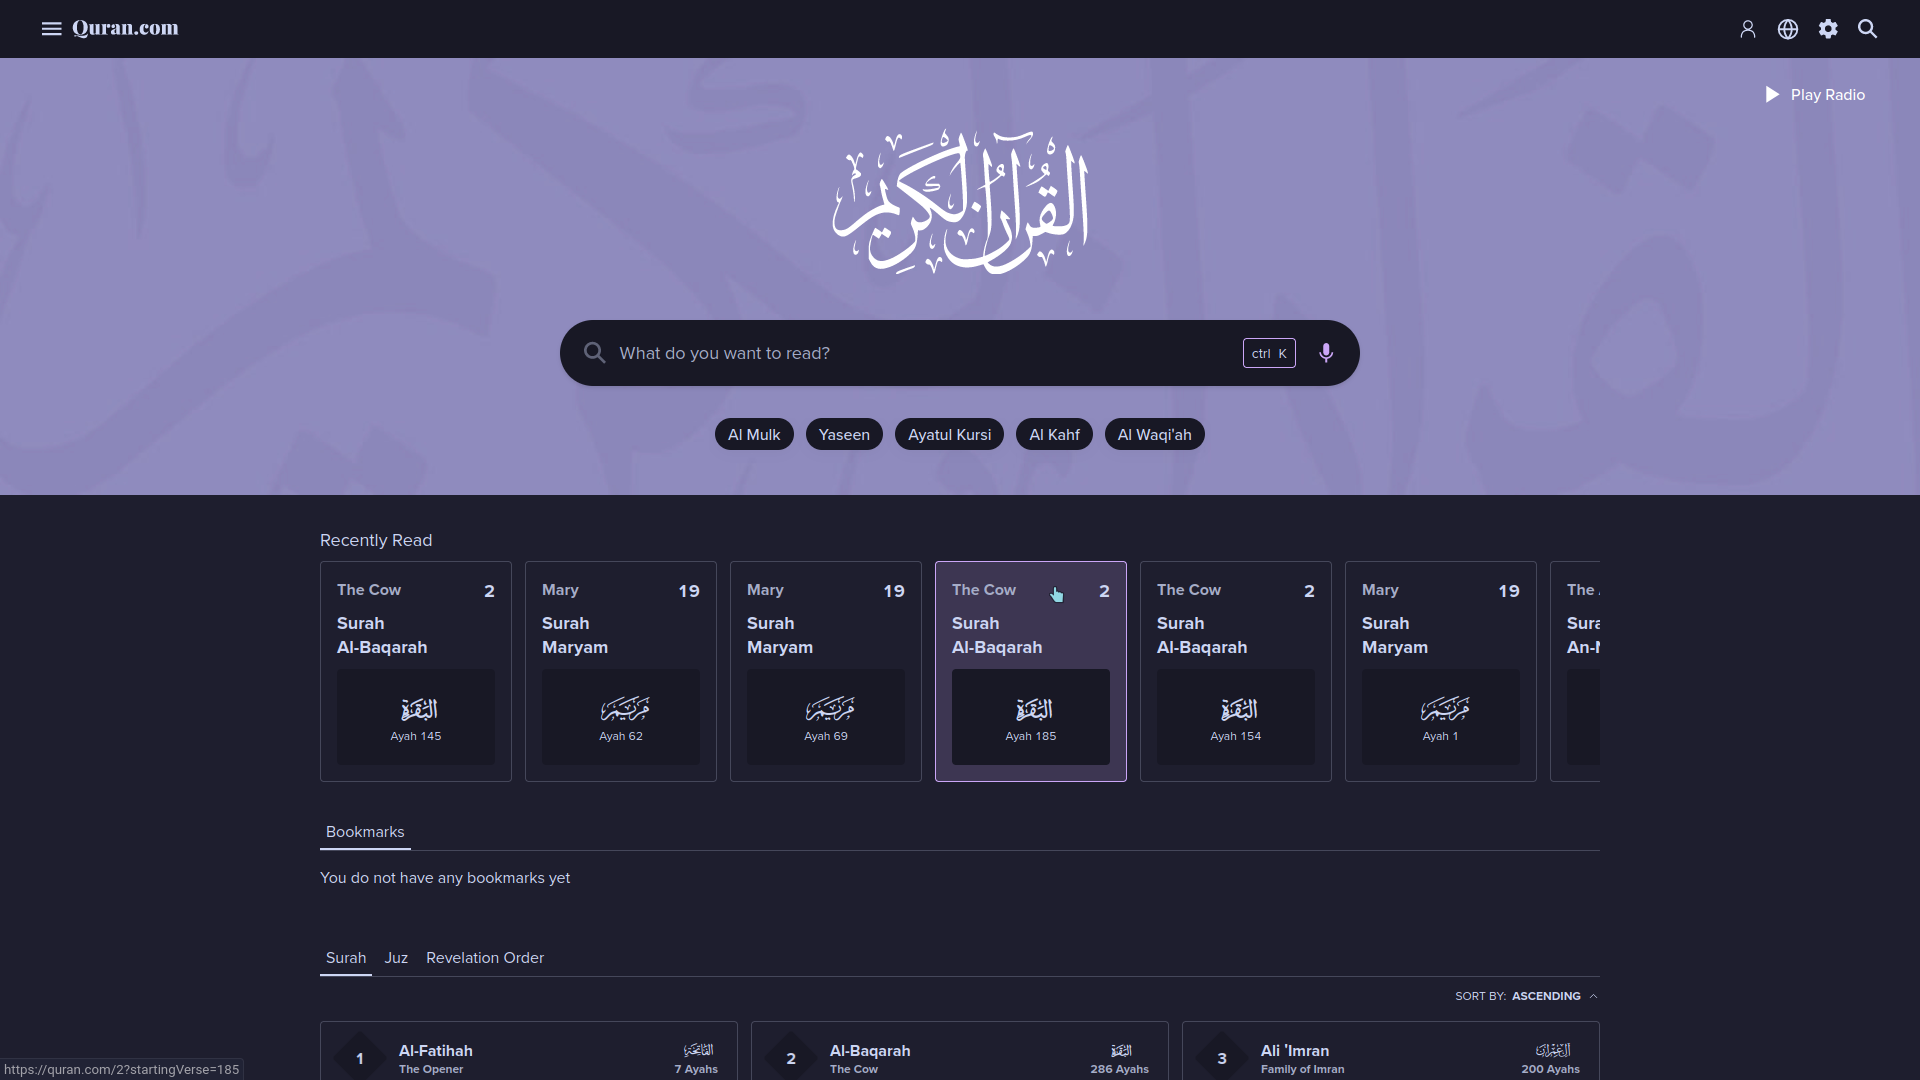 Quran.com
Play Radio
القرآن الكريم
What do you want to read?
ctrl K
Al Mulk
Yaseen
Ayatul Kursi
Al Kahf
Al Waqi'ah
Recently Read
The Cow 2
Surah
Al-Baqarah
البقرة
Ayah 145
Mary 19
Surah
Maryam
مريم
Ayah 62
Mary 19
Surah
Maryam
مريم
Ayah 69
The Cow 2
Surah
Al-Baqarah
البقرة
Ayah 185
The Cow 2
Surah
Al-Baqarah
البقرة
Ayah 154
Mary 19
Surah
Maryam
مريم
Ayah 1
The
Bookmarks
You do not have any bookmarks yet
Surah Juz Revelation Order
SORT BY: ASCENDING
1 Al-Fatihah الفاتحة
The Opener 7 Ayahs
2 Al-Baqarah البقرة
The Cow 286 Ayahs
3 Ali 'Imran آل عمران
Family of Imran 200 Ayahs
https://quran.com/2?startingVerse=185